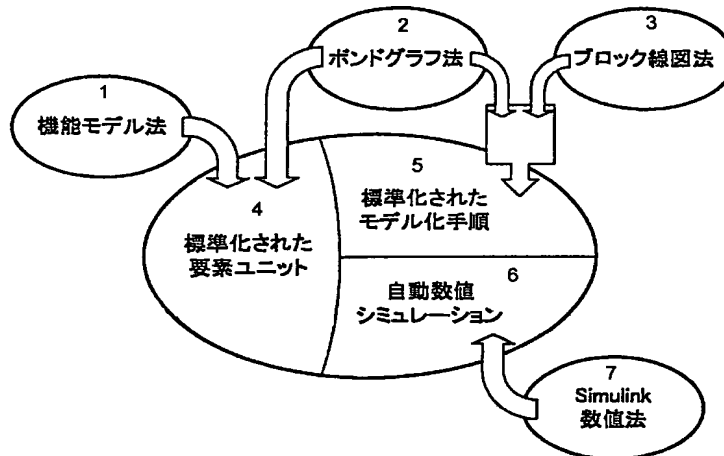 1
機能モデル法
2
ボンドグラフ法
3
ブロック線図法
4
標準化された
要素ユニット
5
標準化された
モデル化手順
6
自動数値
シミュレーション
7
Simulink
数値法